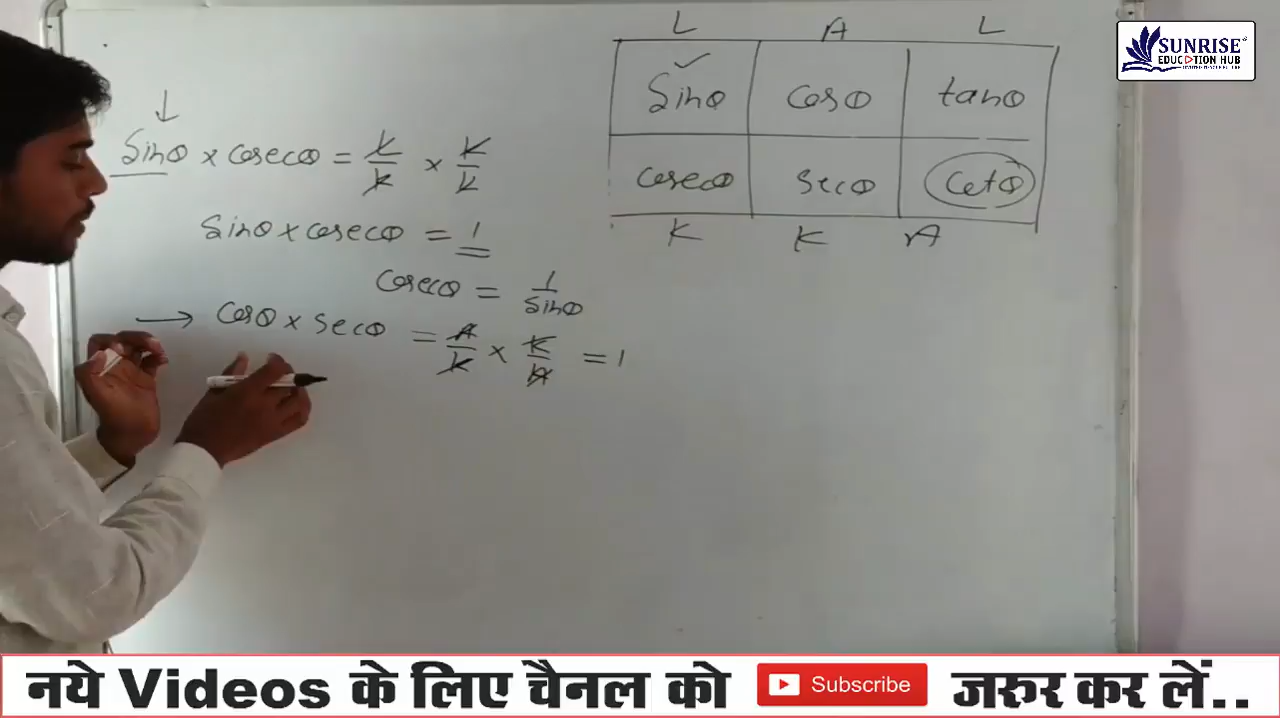 L A L
sinθ cosθ tanθ
cosecθ secθ cotθ
K K A
SUNRISE
EDUCATION HUB
sinθ × cosecθ = L/K × K/L
sinθ × cosecθ = 1
cosecθ = 1/sinθ
→ cosθ × secθ = A/K × K/A = 1
नये Videos के लिए चैनल को Subscribe जरूर कर लें..